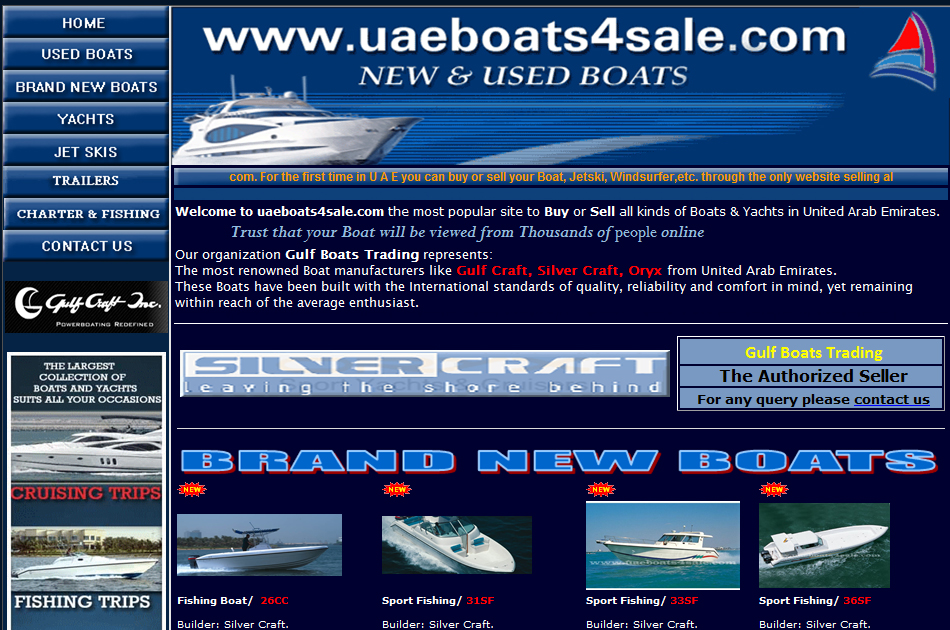 HOME
USED BOATS
BRAND NEW BOATS
YACHTS
JET SKIS
TRAILERS
CHARTER & FISHING
CONTACT US
Gulf Craft Inc.
POWERBOATING REDEFINED
THE LARGEST
COLLECTION OF
BOATS AND YACHTS
SUITS ALL YOUR OCCASIONS
CRUISING TRIPS
FISHING TRIPS
www.uaeboats4sale.com
NEW & USED BOATS
com. For the first time in U A E you can buy or sell your Boat, Jetski, Windsurfer,etc. through the only website selling al
Welcome to uaeboats4sale.com the most popular site to Buy or Sell all kinds of Boats & Yachts in United Arab Emirates.
Trust that your Boat will be viewed from Thousands of people online
Our organization Gulf Boats Trading represents:
The most renowned Boat manufacturers like Gulf Craft, Silver Craft, Oryx from United Arab Emirates.
These Boats have been built with the International standards of quality, reliability and comfort in mind, yet remaining
within reach of the average enthusiast.
SILVER CRAFT
leaving the shore behind
Gulf Boats Trading
The Authorized Seller
For any query please contact us
BRAND NEW BOATS
NEW NEW NEW NEW
www.uaeboats4sale.com
Fishing Boat/ 26CC
Builder: Silver Craft.
Sport Fishing/ 31SF
Builder: Silver Craft.
Sport Fishing/ 33SF
Builder: Silver Craft.
Sport Fishing/ 36SF
Builder: Silver Craft.